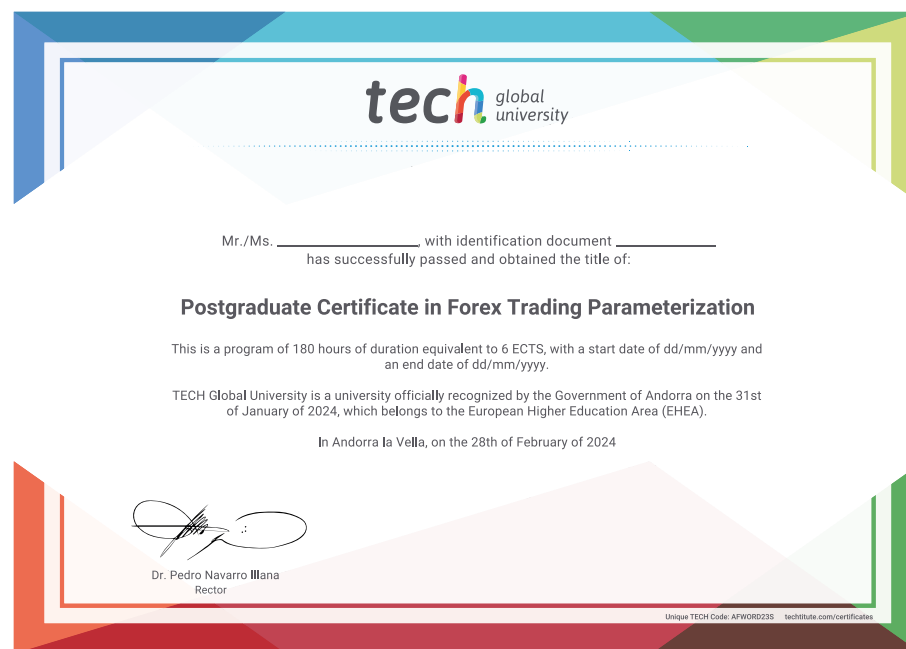 tech global
university
Mr./Ms. ____________, with identification document ____________
has successfully passed and obtained the title of:
Postgraduate Certificate in Forex Trading Parameterization
This is a program of 180 hours of duration equivalent to 6 ECTS, with a start date of dd/mm/yyyy and
an end date of dd/mm/yyyy.
TECH Global University is a university officially recognized by the Government of Andorra on the 31st
of January of 2024, which belongs to the European Higher Education Area (EHEA).
In Andorra la Vella, on the 28th of February of 2024
Dr. Pedro Navarro Illana
Rector
Unique TECH Code: AFWORD23S techtitute.com/certificates